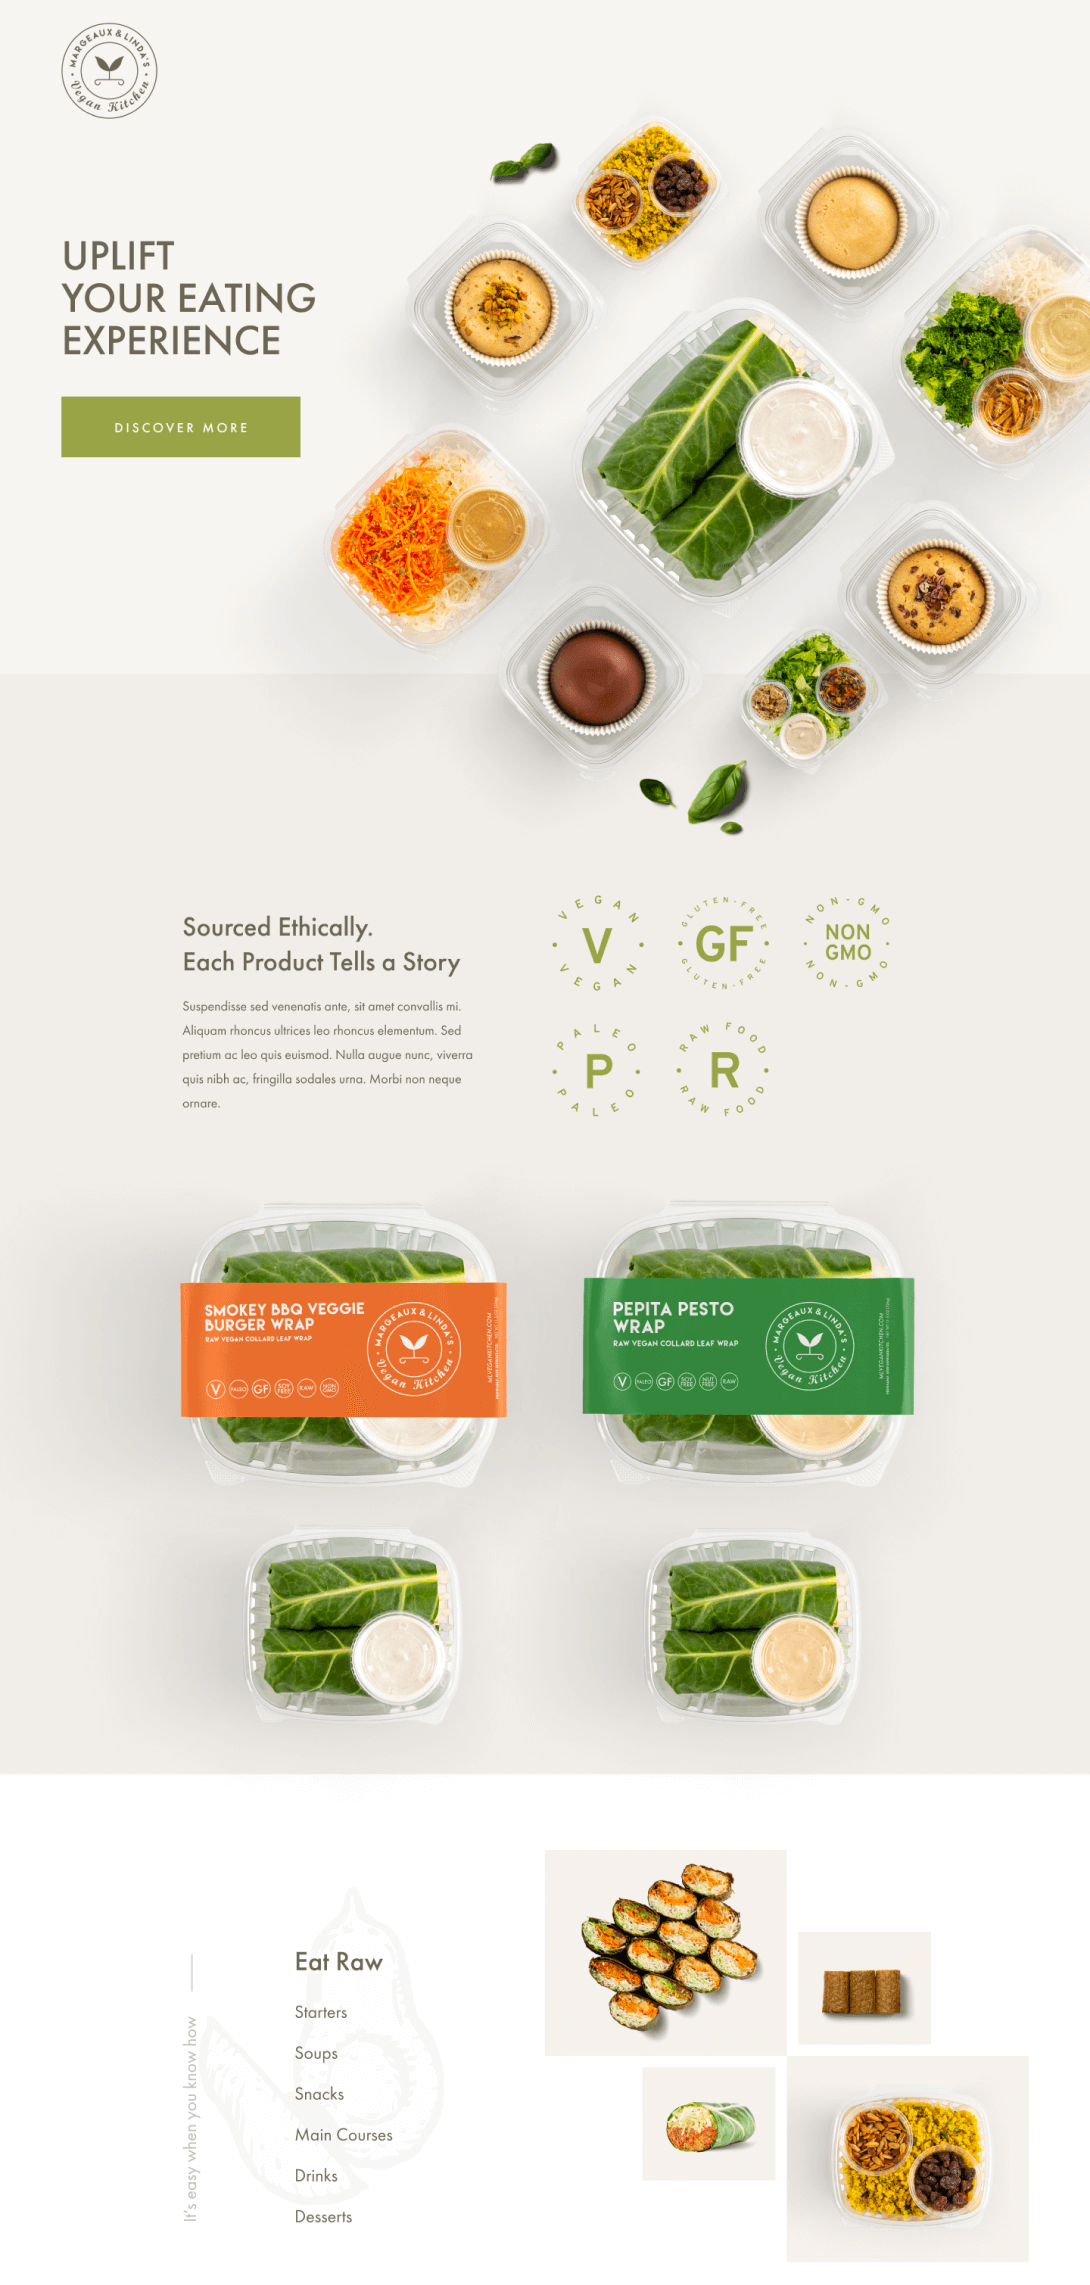 MARGEAUX & LINDA'S
Vegan Kitchen
UPLIFT
YOUR EATING
EXPERIENCE
DISCOVER MORE
Sourced Ethically.
Each Product Tells a Story
Suspendisse sed venenatis ante, sit amet convallis mi.
Aliquam rhoncus ultrices leo rhoncus elementum. Sed
pretium ac leo quis euismod. Nulla augue nunc, viverra
quis nibh ac, fringilla sodales urna. Morbi non neque
ornare.
VEGAN
V
VEGAN
GLUTEN-FREE
GF
GLUTEN-FREE
NON-GMO
NON
GMO
NON-GMO
PALEO
P
PALEO
RAW FOOD
R
RAW FOOD
SMOKEY BBQ VEGGIE
BURGER WRAP
RAW VEGAN COLLARD LEAF WRAP
V PALEO GF SOY FREE RAW NON GMO
MARGEAUX & LINDA'S
Vegan Kitchen
MLVEGANKITCHEN.COM
PEPITA PESTO
WRAP
RAW VEGAN COLLARD LEAF WRAP
V PALEO GF SOY FREE NUT FREE RAW
MARGEAUX & LINDA'S
Vegan Kitchen
MLVEGANKITCHEN.COM
It's easy when you know how
Eat Raw
Starters
Soups
Snacks
Main Courses
Drinks
Desserts